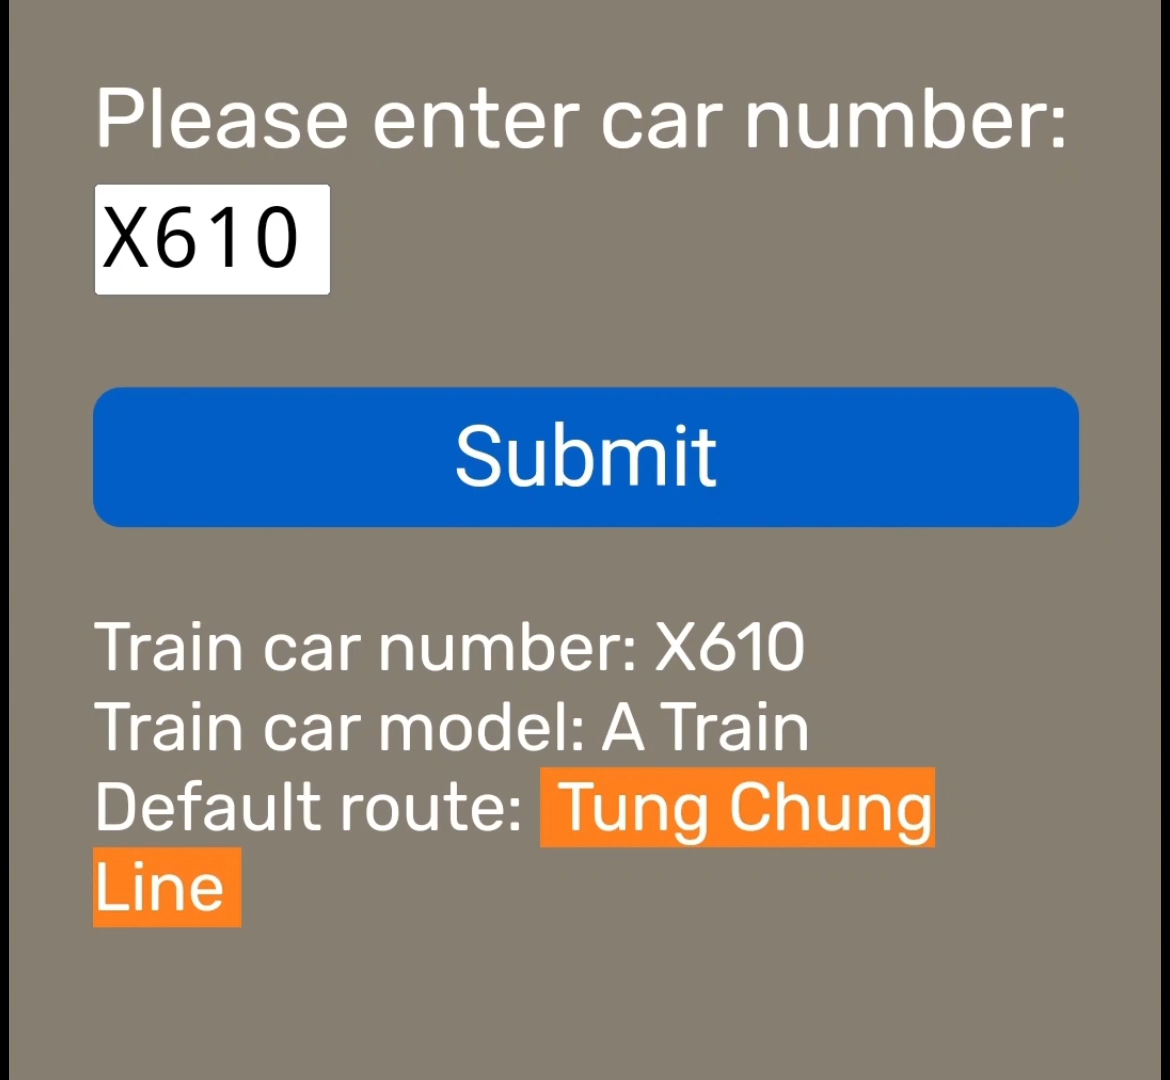 Please enter car number:
X610
Submit
Train car number: X610
Train car model: A Train
Default route: Tung Chung
Line